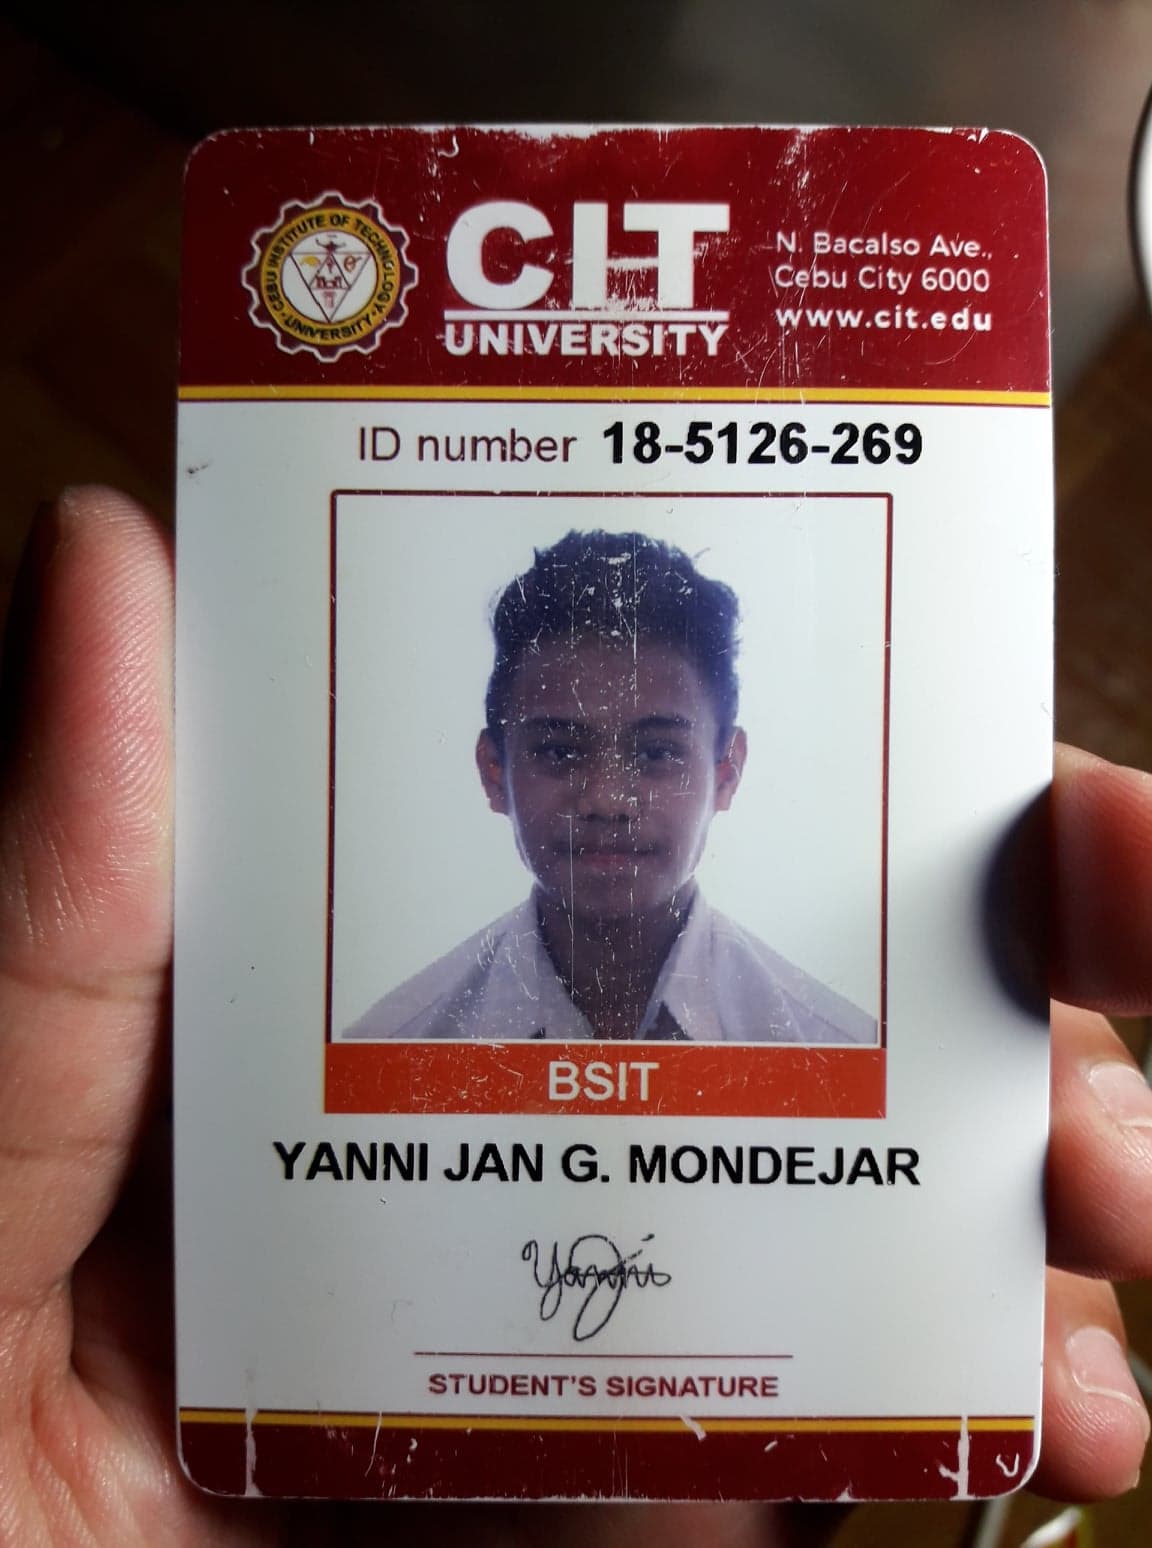 CEBU INSTITUTE OF TECHNOLOGY
UNIVERSITY
CIT
UNIVERSITY
N. Bacalso Ave.,
Cebu City 6000
www.cit.edu
ID number 18-5126-269
BSIT
YANNI JAN G. MONDEJAR
Yanni
STUDENT'S SIGNATURE